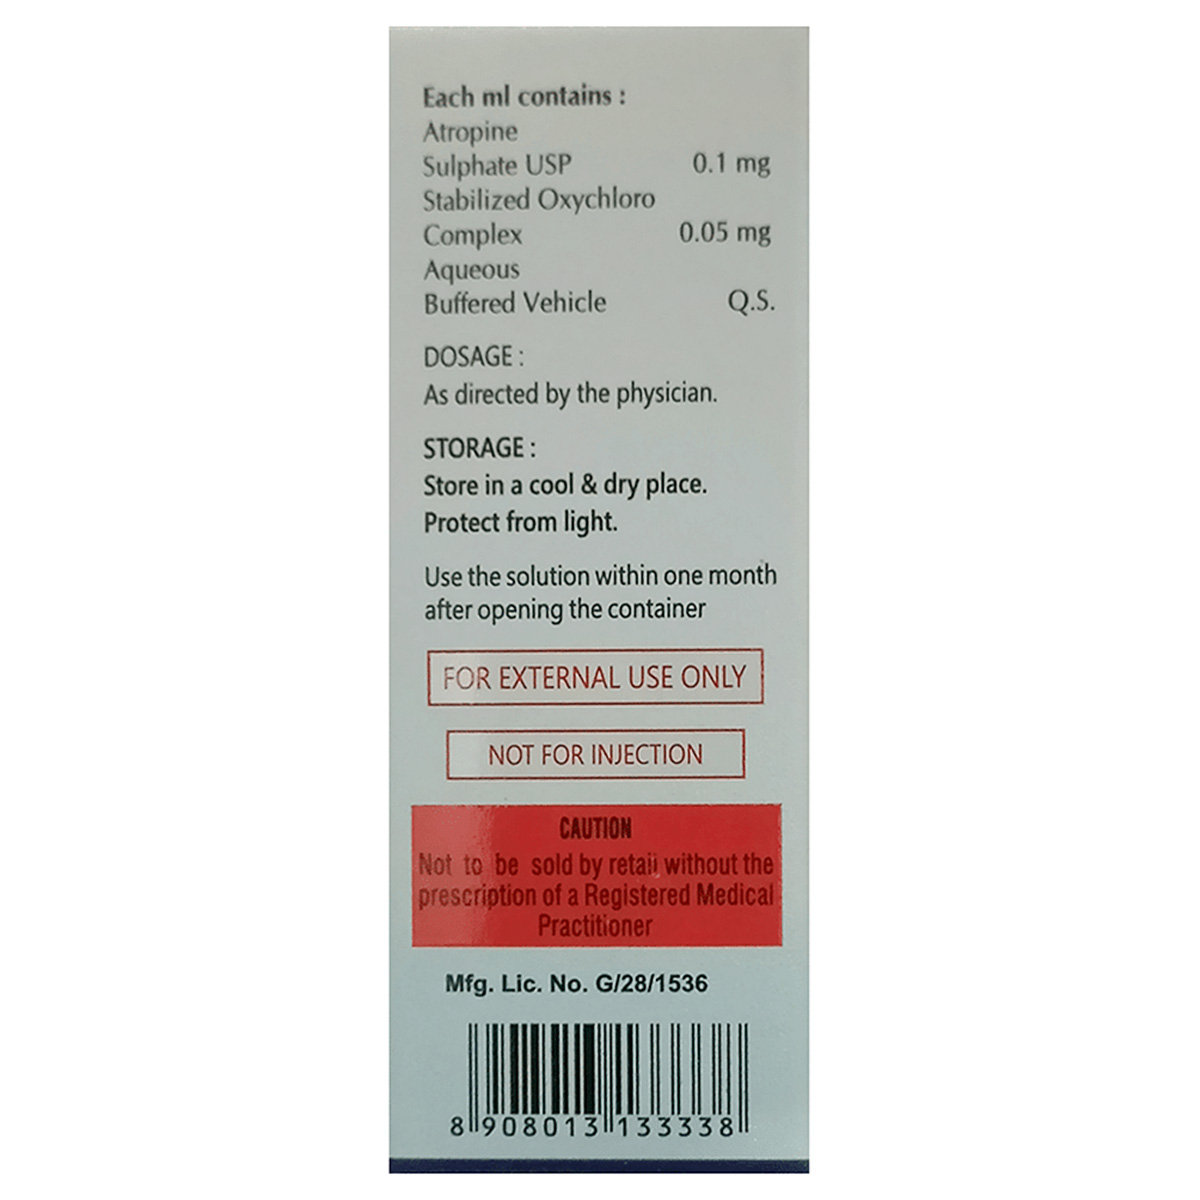 Each ml contains :
Atropine
Sulphate USP 0.1 mg
Stabilized Oxychloro
Complex 0.05 mg
Aqueous
Buffered Vehicle Q.S.
DOSAGE :
As directed by the physician.
STORAGE :
Store in a cool & dry place.
Protect from light.
Use the solution within one month
after opening the container
FOR EXTERNAL USE ONLY
NOT FOR INJECTION
CAUTION
Not to be sold by retail without the
prescription of a Registered Medical
Practitioner
Mfg. Lic. No. G/28/1536
8 908013 133338